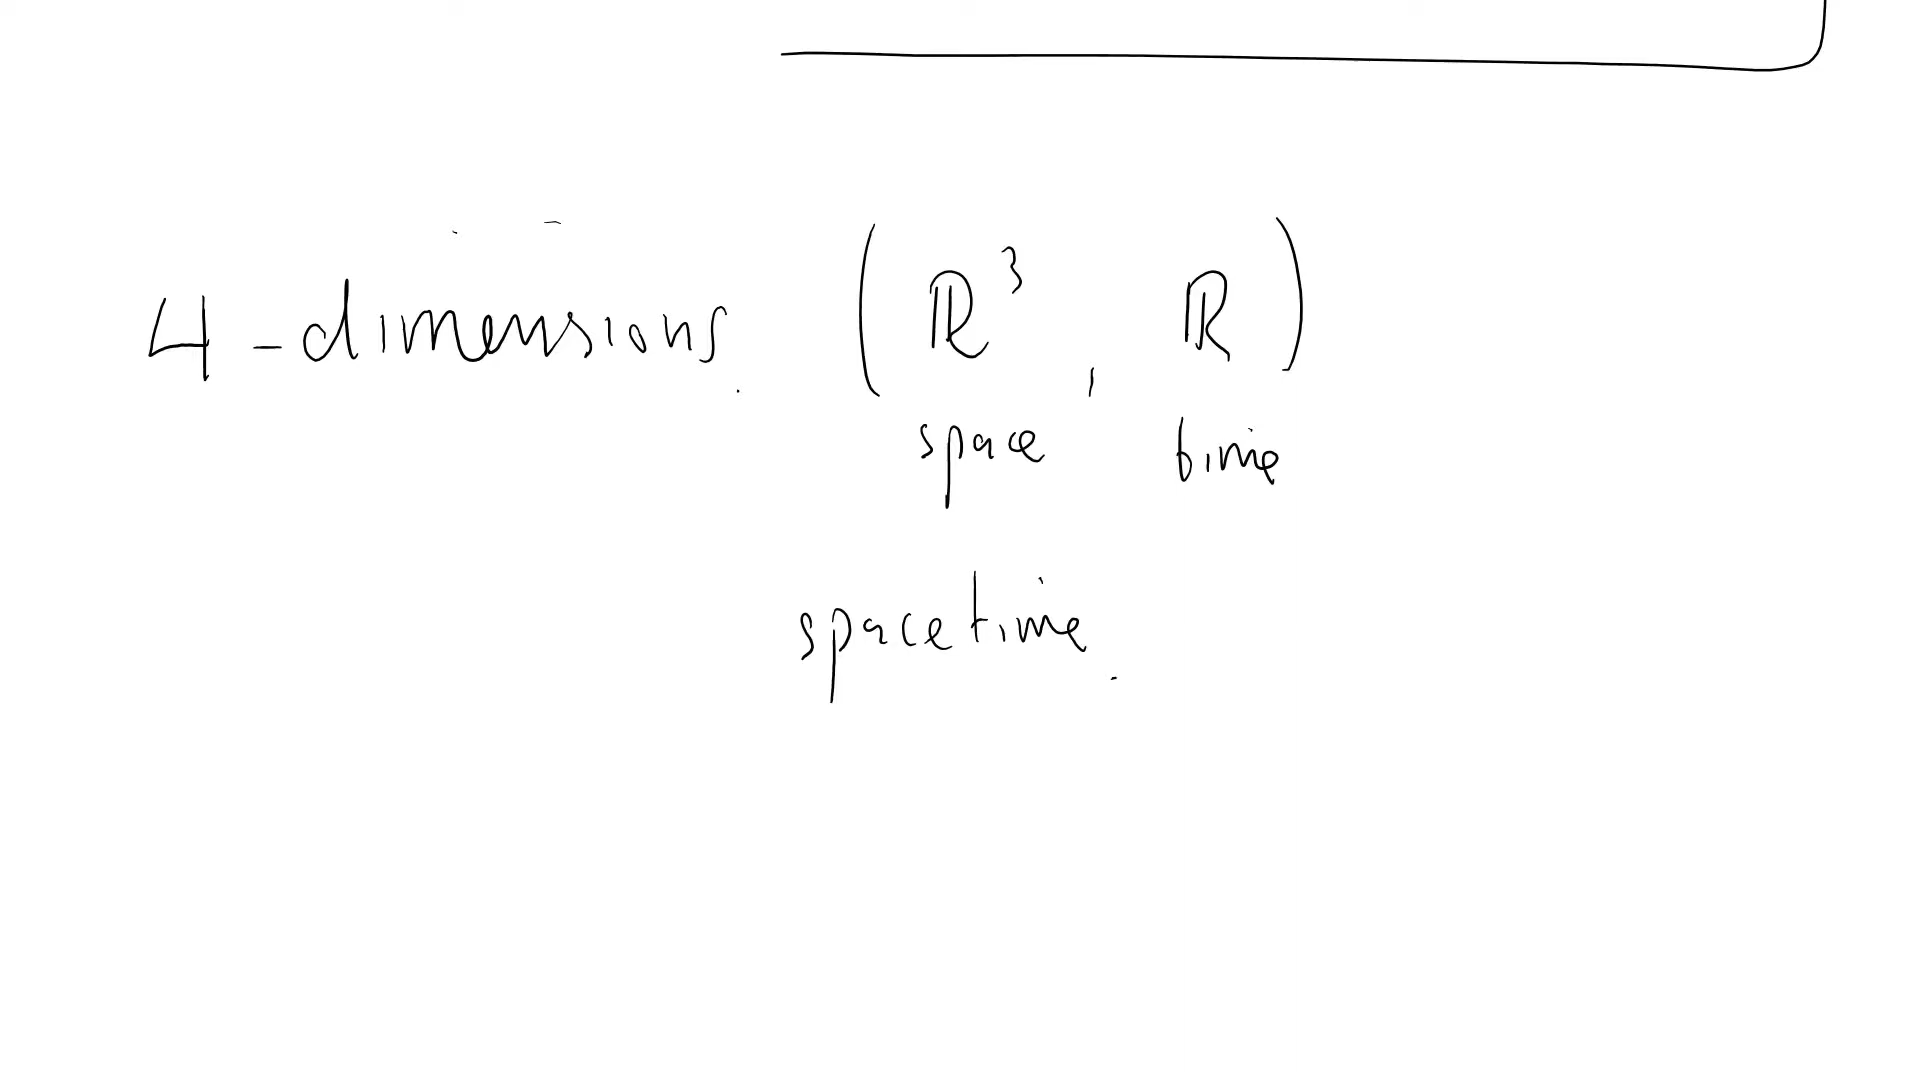 4-dimensions. (ℝ³, ℝ)
space time
spacetime.